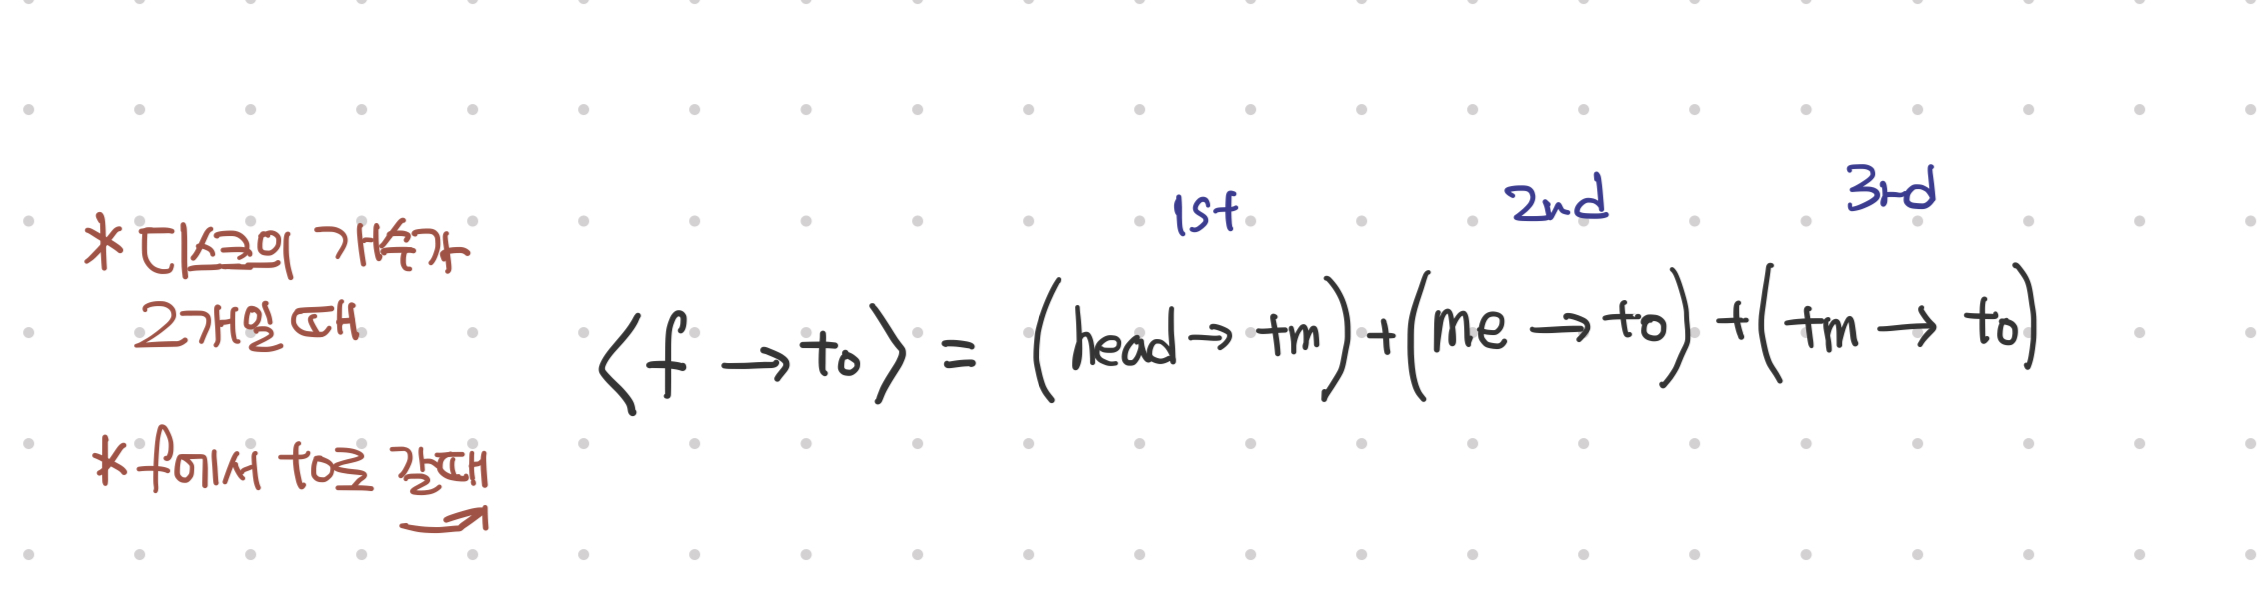 * 디스크의 개수가
2개일 때
1st 2nd 3rd
⟨f → to⟩ = (head → tm) + (me → to) + (tm → to)
* f에서 to로 갈때